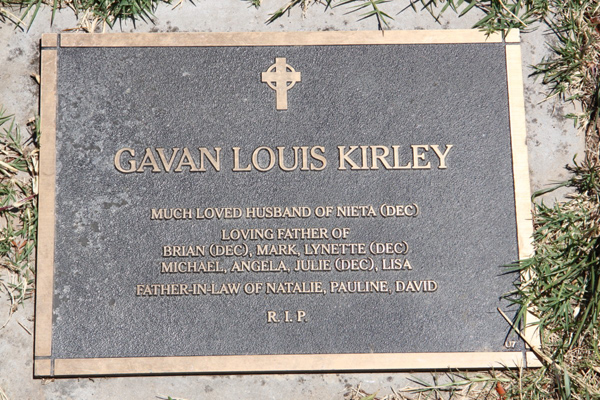 GAVAN LOUIS KIRLEY
MUCH LOVED HUSBAND OF NIETA (DEC)
LOVING FATHER OF
BRIAN (DEC), MARK, LYNETTE (DEC)
MICHAEL, ANGELA, JULIE (DEC), LISA
FATHER-IN-LAW OF NATALIE, PAULINE, DAVID
R. I. P.